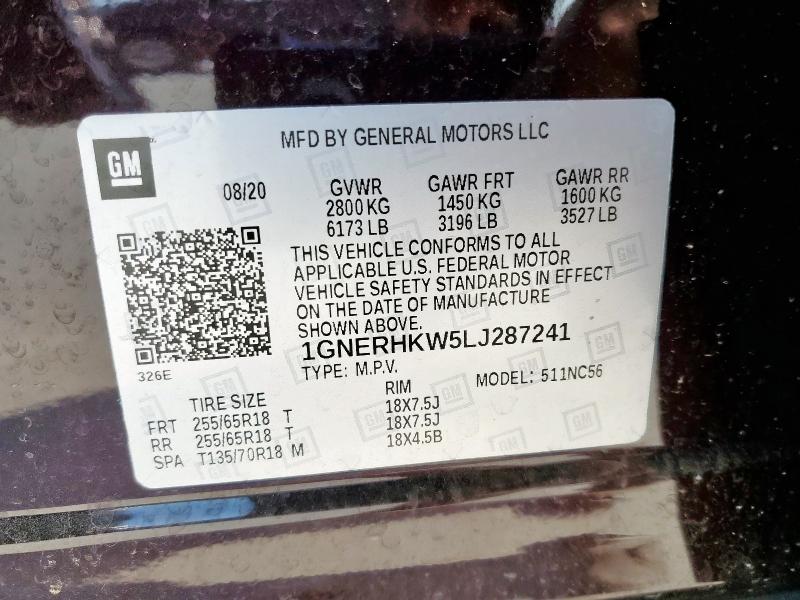 MFD BY GENERAL MOTORS LLC
GM
08/20
GVWR GAWR FRT GAWR RR
2800 KG 1450 KG 1600 KG
6173 LB 3196 LB 3527 LB
THIS VEHICLE CONFORMS TO ALL
APPLICABLE U.S. FEDERAL MOTOR
VEHICLE SAFETY STANDARDS IN EFFECT
ON THE DATE OF MANUFACTURE
SHOWN ABOVE.
1GNERHKW5LJ287241
326E
TYPE: M.P.V. MODEL: 511NC56
TIRE SIZE RIM
FRT 255/65R18 T 18X7.5J
RR 255/65R18 T 18X7.5J
SPA T135/70R18 M 18X4.5B